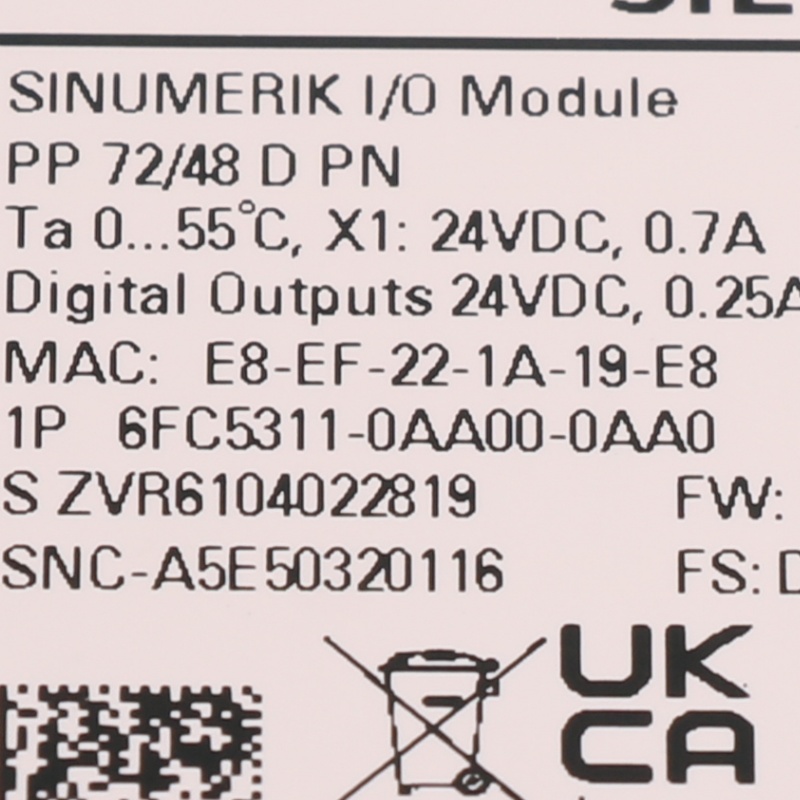 SINUMERIK I/O Module
PP 72/48 D PN
Ta 0...55°C, X1: 24VDC, 0.7A
Digital Outputs 24VDC, 0.25A
MAC: E8-EF-22-1A-19-E8
1P 6FC5311-0AA00-0AA0
S ZVR6104022819 FW:
SNC-A5E50320116 FS: D
UK
CA